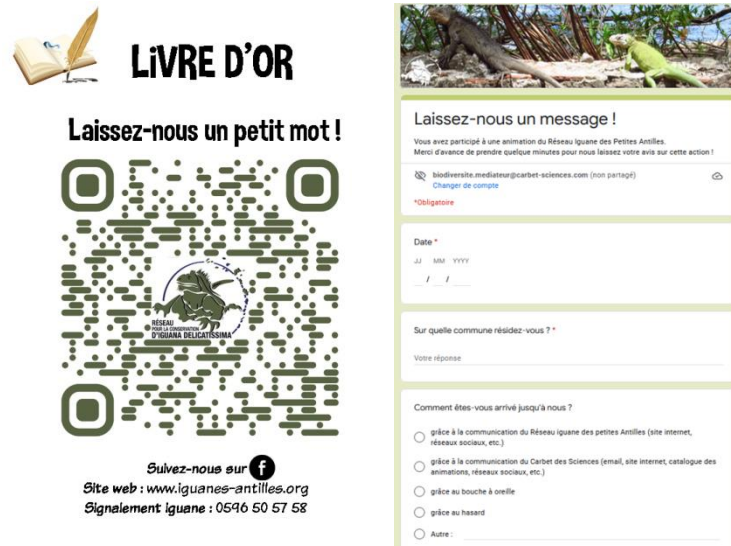 LiVRE D'OR
Laissez-nous un petit mot !
RÉSEAU
POUR LA CONSERVATION
D'IGUANA DELICATISSIMA
Suivez-nous sur f
Site web : www.iguanes-antilles.org
Signalement iguane : 0596 50 57 58
Laissez-nous un message !
Vous avez participé à une animation du Réseau Iguane des Petites Antilles.
Merci d'avance de prendre quelque minutes pour nous laissez votre avis sur cette action !
biodiversite.mediateur@carbet-sciences.com (non partagé)
Changer de compte
*Obligatoire
Date *
JJ MM YYYY
/ /
Sur quelle commune résidez-vous ? *
Votre réponse
Comment êtes-vous arrivé jusqu'à nous ?
grâce à la communication du Réseau iguane des petites Antilles (site internet,
réseaux sociaux, etc.)
grâce à la communication du Carbet des Sciences (email, site internet, catalogue des
animations, réseaux sociaux, etc.)
grâce au bouche à oreille
grâce au hasard
Autre :